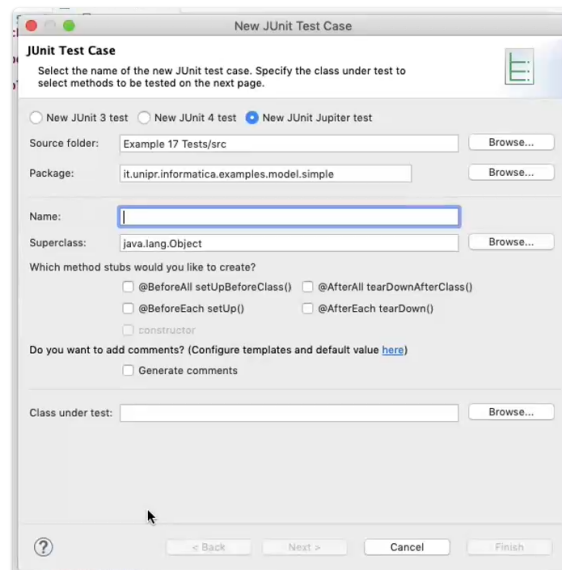 New JUnit Test Case
JUnit Test Case
Select the name of the new JUnit test case. Specify the class under test to
select methods to be tested on the next page.
New JUnit 3 test New JUnit 4 test New JUnit Jupiter test
Source folder: Example 17 Tests/src Browse...
Package: it.unipr.informatica.examples.model.simple Browse...
Name:
Superclass: java.lang.Object Browse...
Which method stubs would you like to create?
@BeforeAll setUpBeforeClass() @AfterAll tearDownAfterClass()
@BeforeEach setUp() @AfterEach tearDown()
constructor
Do you want to add comments? (Configure templates and default value here)
Generate comments
Class under test: Browse...
? < Back Next > Cancel Finish